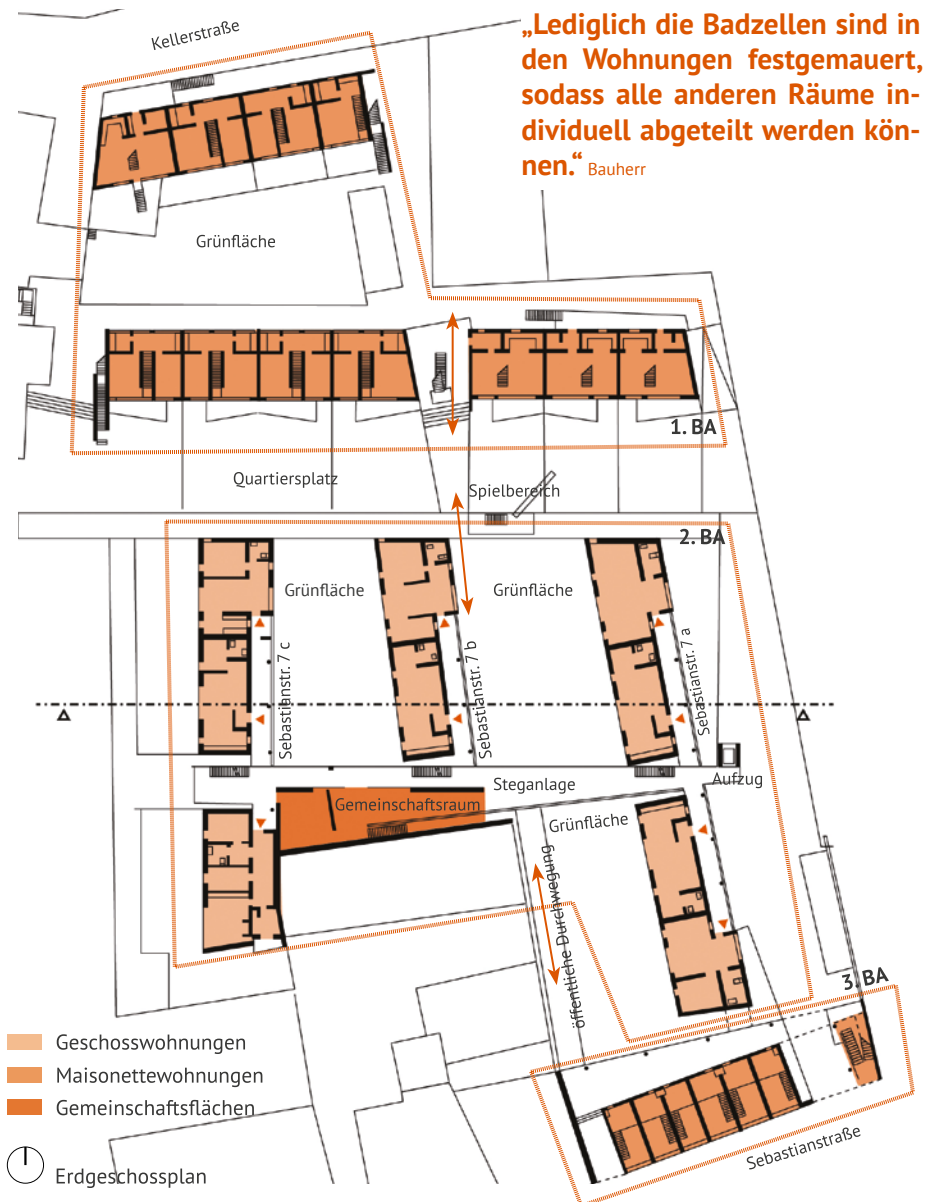 Kellerstraße
„Lediglich die Badzellen sind in
den Wohnungen festgemauert,
sodass alle anderen Räume in-
dividuell abgeteilt werden kön-
nen.“ Bauherr
Grünfläche
1. BA
Quartiersplatz
Spielbereich
2. BA
Grünfläche
Grünfläche
Sebastianstr. 7 c
Sebastianstr. 7 b
Sebastianstr. 7 a
Steganlage
Aufzug
Gemeinschaftsraum
Grünfläche
öffentliche Durchwegung
3. BA
Geschosswohnungen
Maisonettewohnungen
Gemeinschaftsflächen
Sebastianstraße
Erdgeschossplan